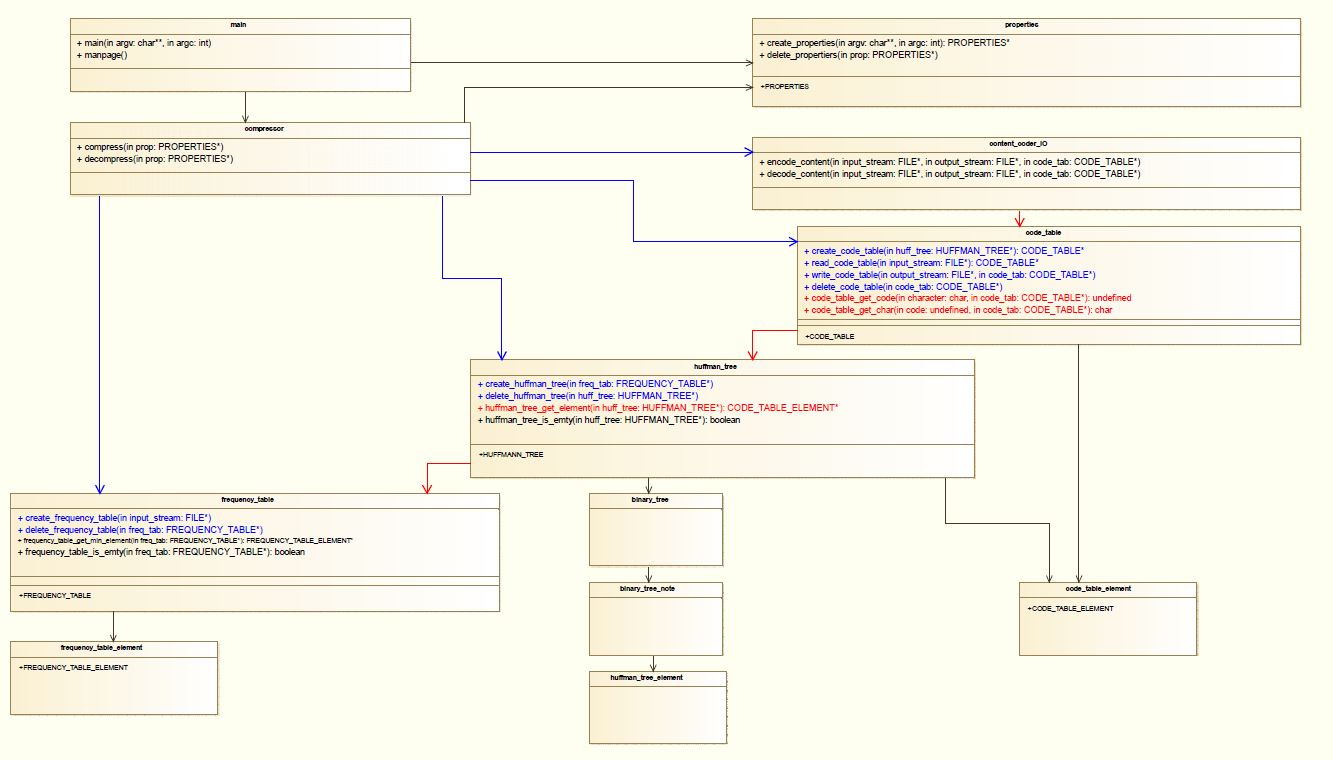 main
+ main(in argv: char**, in argc: int)
+ manpage()
properties
+ create_properties(in argv: char**, in argc: int): PROPERTIES*
+ delete_propertiers(in prop: PROPERTIES*)
+PROPERTIES
compressor
+ compress(in prop: PROPERTIES*)
+ decompress(in prop: PROPERTIES*)
content_coder_IO
+ encode_content(in input_stream: FILE*, in output_stream: FILE*, in code_tab: CODE_TABLE*)
+ decode_content(in input_stream: FILE*, in output_stream: FILE*, in code_tab: CODE_TABLE*)
code_table
+ create_code_table(in huff_tree: HUFFMAN_TREE*): CODE_TABLE*
+ read_code_table(in input_stream: FILE*): CODE_TABLE*
+ write_code_table(in output_stream: FILE*, in code_tab: CODE_TABLE*)
+ delete_code_table(in code_tab: CODE_TABLE*)
+ code_table_get_code(in character: char, in code_tab: CODE_TABLE*): undefined
+ code_table_get_char(in code: undefined, in code_tab: CODE_TABLE*): char
+CODE_TABLE
huffman_tree
+ create_huffman_tree(in freq_tab: FREQUENCY_TABLE*)
+ delete_huffman_tree(in huff_tree: HUFFMAN_TREE*)
+ huffman_tree_get_element(in huff_tree: HUFFMAN_TREE*): CODE_TABLE_ELEMENT*
+ huffman_tree_is_emty(in huff_tree: HUFFMAN_TREE*): boolean
+HUFFMANN_TREE
frequency_table
+ create_frequency_table(in input_stream: FILE*)
+ delete_frequency_table(in freq_tab: FREQUENCY_TABLE*)
+ frequency_table_get_min_element(in freq_tab: FREQUENCY_TABLE*): FREQUENCY_TABLE_ELEMENT*
+ frequency_table_is_emty(in freq_tab: FREQUENCY_TABLE*): boolean
+FREQUENCY_TABLE
binary_tree
binary_tree_note
code_table_element
+CODE_TABLE_ELEMENT
frequency_table_element
+FREQUENCY_TABLE_ELEMENT
huffman_tree_element